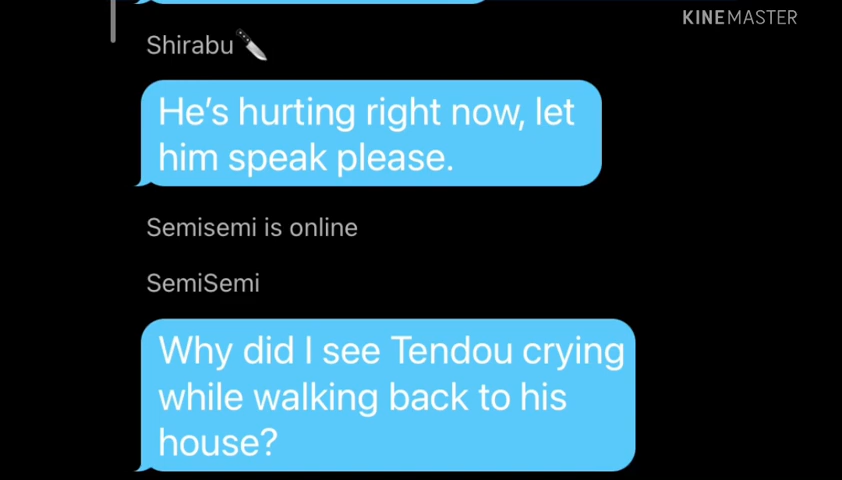 KINEMASTER
Shirabu🔪
He's hurting right now, let
him speak please.
Semisemi is online
SemiSemi
Why did I see Tendou crying
while walking back to his
house?